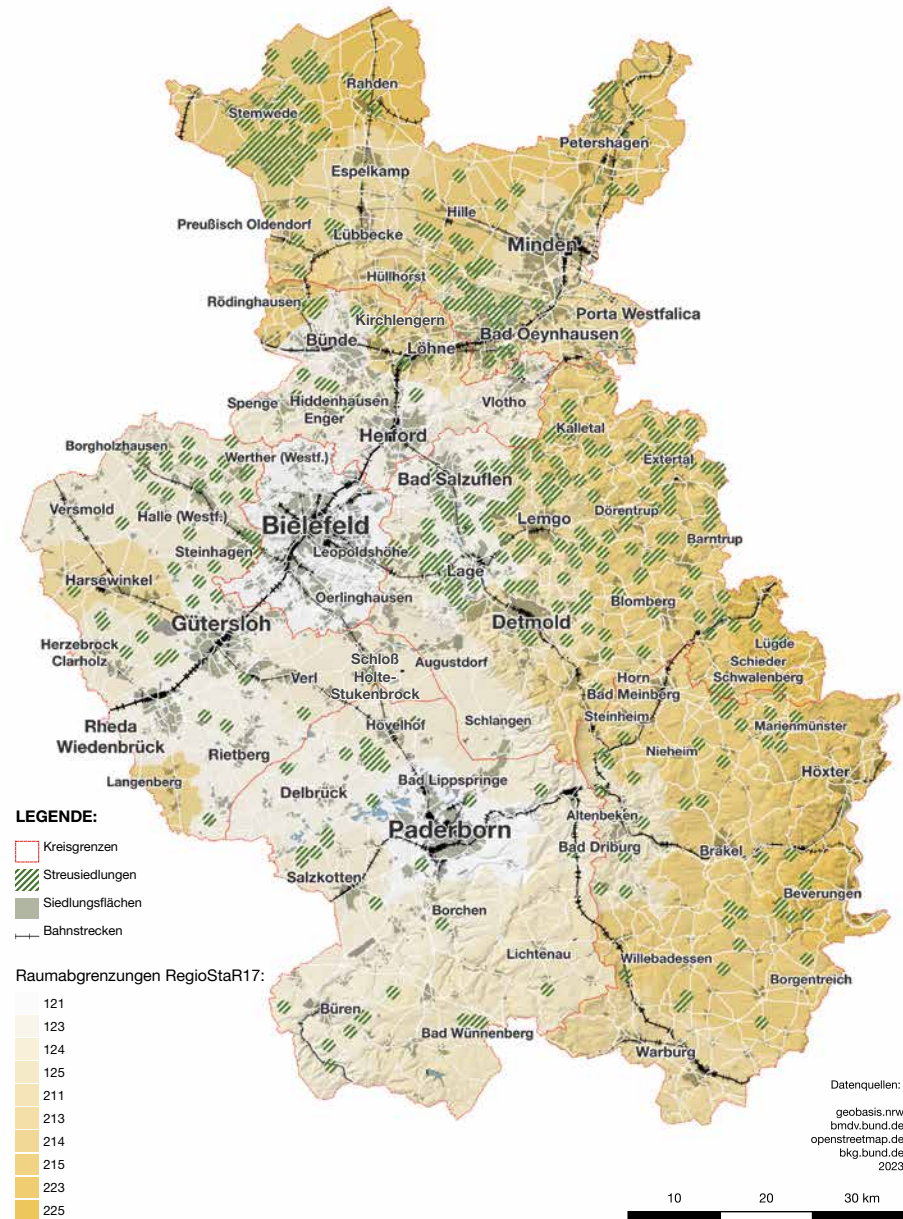 Rahden
Stemwede
Petershagen
Espelkamp
Hille
Preußisch Oldendorf
Lübbecke
Minden
Hüllhorst
Rödinghausen
Kirchlengern
Porta Westfalica
Bünde
Löhne
Bad Oeynhausen
Spenge
Hiddenhausen
Enger
Vlotho
Kalletal
Herford
Borgholzhausen
Werther (Westf.)
Extertal
Bad Salzuflen
Versmold
Halle (Westf.)
Bielefeld
Lemgo
Dörentrup
Barntrup
Steinhagen
Leopoldshöhe
Lage
Harsewinkel
Oerlinghausen
Blomberg
Gütersloh
Detmold
Lügde
Herzebrock
Clarholz
Schieder
Schwalenberg
Verl
Schloß
Holte-
Stukenbrock
Augustdorf
Horn
Bad Meinberg
Rheda
Wiedenbrück
Hövelhof
Schlangen
Steinheim
Marienmünster
Rietberg
Nieheim
Langenberg
Delbrück
Bad Lippspringe
Höxter
Paderborn
Altenbeken
Bad Driburg
Brakel
Salzkotten
Beverungen
Borchen
Lichtenau
Willebadessen
Borgentreich
Büren
Bad Wünnenberg
Warburg
LEGENDE:
Kreisgrenzen
Streusiedlungen
Siedlungsflächen
Bahnstrecken
Raumabgrenzungen RegioStaR17:
121
123
124
125
211
213
214
215
223
225
Datenquellen:
geobasis.nrw
bmdv.bund.de
openstreetmap.de
bkg.bund.de
2023
10 20 30 km